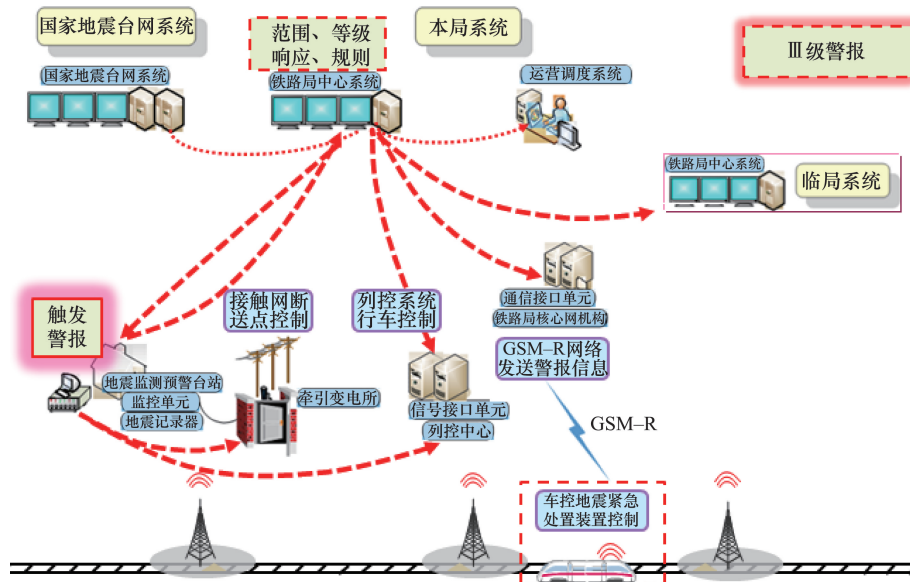 国家地震台网系统
范围、等级
响应、规则
本局系统
Ⅲ级警报
国家地震台网系统
铁路局中心系统
运营调度系统
铁路局中心系统
临局系统
触发
警报
接触网断
送点控制
列控系统
行车控制
通信接口单元
铁路局核心网机构
GSM–R网络
发送警报信息
地震监测预警台站
监控单元
地震记录器
牵引变电所
信号接口单元
列控中心
GSM–R
车控地震紧急
处置装置控制